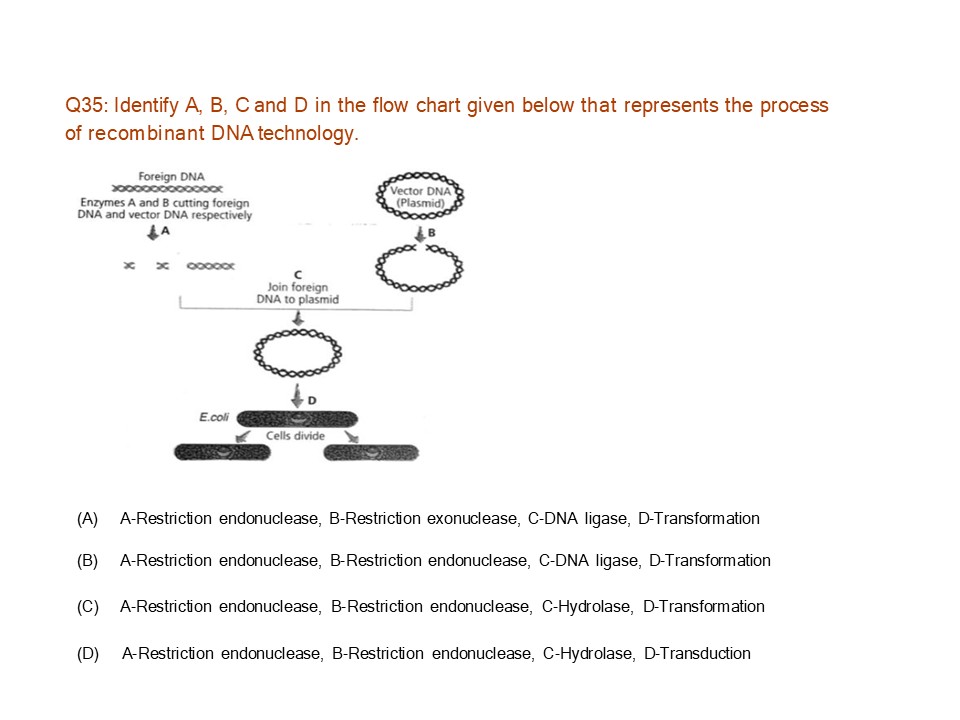 Q35: Identify A, B, C and D in the flow chart given below that represents the process
of recombinant DNA technology.
Foreign DNA
Vector DNA
(Plasmid)
Enzymes A and B cutting foreign
DNA and vector DNA respectively
A
B
C
Join foreign
DNA to plasmid
D
E.coli
Cells divide
(A) A-Restriction endonuclease, B-Restriction exonuclease, C-DNA ligase, D-Transformation
(B) A-Restriction endonuclease, B-Restriction endonuclease, C-DNA ligase, D-Transformation
(C) A-Restriction endonuclease, B-Restriction endonuclease, C-Hydrolase, D-Transformation
(D) A-Restriction endonuclease, B-Restriction endonuclease, C-Hydrolase, D-Transduction